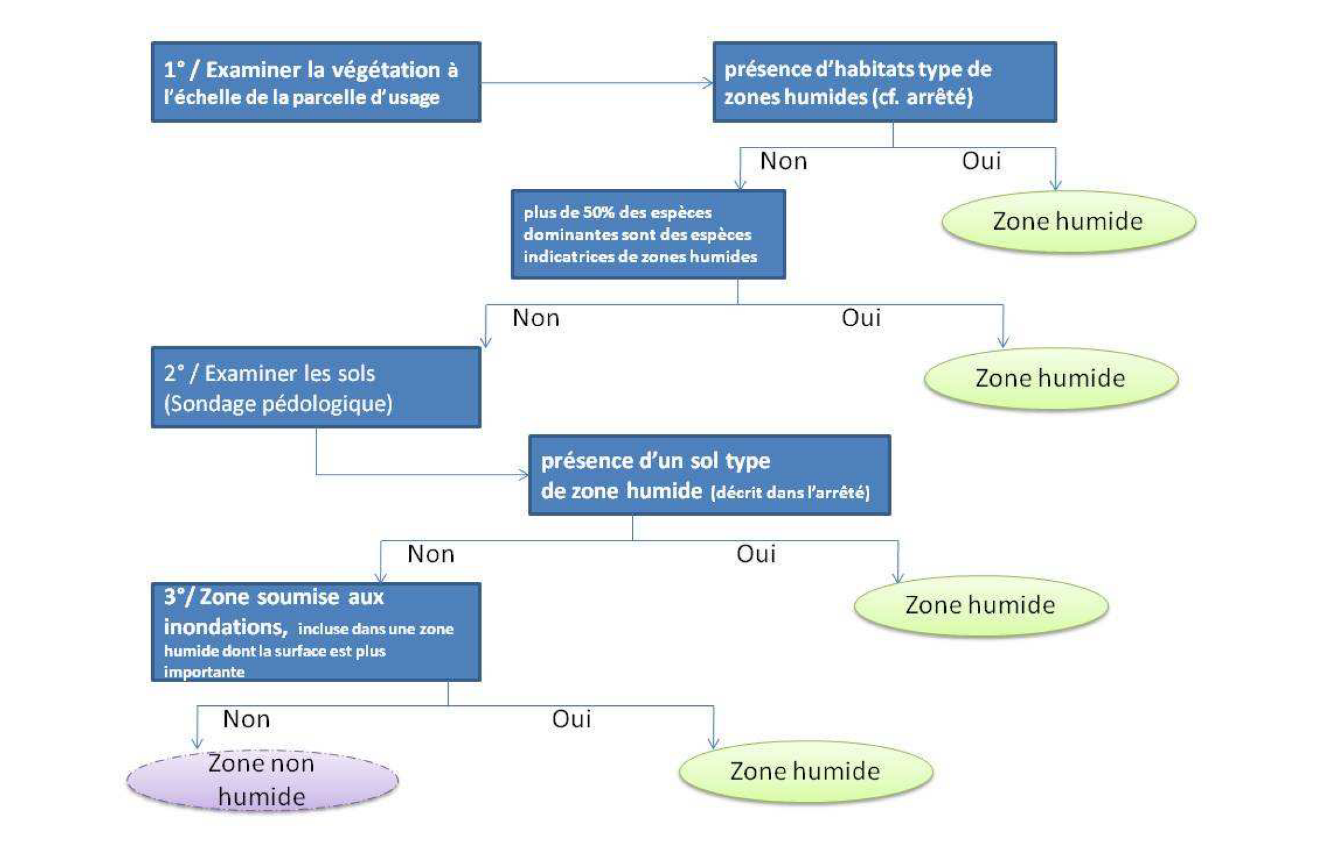 1° / Examiner la végétation à
l'échelle de la parcelle d'usage
présence d'habitats type de
zones humides (cf. arrêté)
Non
Oui
plus de 50% des espèces
dominantes sont des espèces
indicatrices de zones humides
Zone humide
Non
Oui
2° / Examiner les sols
(Sondage pédologique)
Zone humide
présence d'un sol type
de zone humide (décrit dans l'arrêté)
Non
Oui
3°/ Zone soumise aux
inondations, incluse dans une zone
humide dont la surface est plus
importante
Zone humide
Non
Oui
Zone non
humide
Zone humide